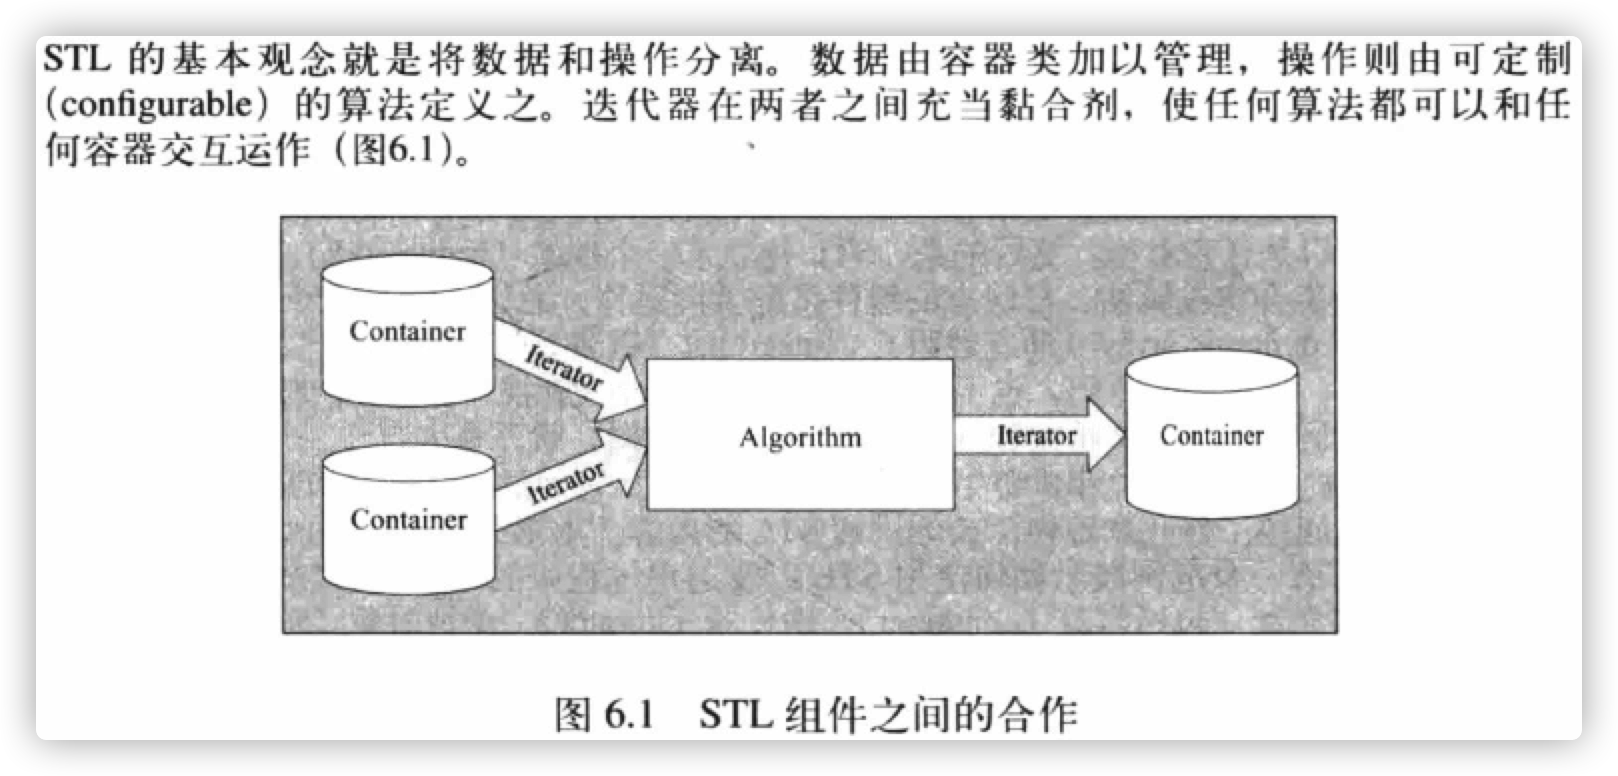 STL 的基本观念就是将数据和操作分离。数据由容器类加以管理，操作则由可定制
（configurable）的算法定义之。迭代器在两者之间充当黏合剂，使任何算法都可以和任
何容器交互运作（图6.1）。
Container
Iterator
Algorithm
Iterator
Container
Container
Iterator
图 6.1 STL 组件之间的合作